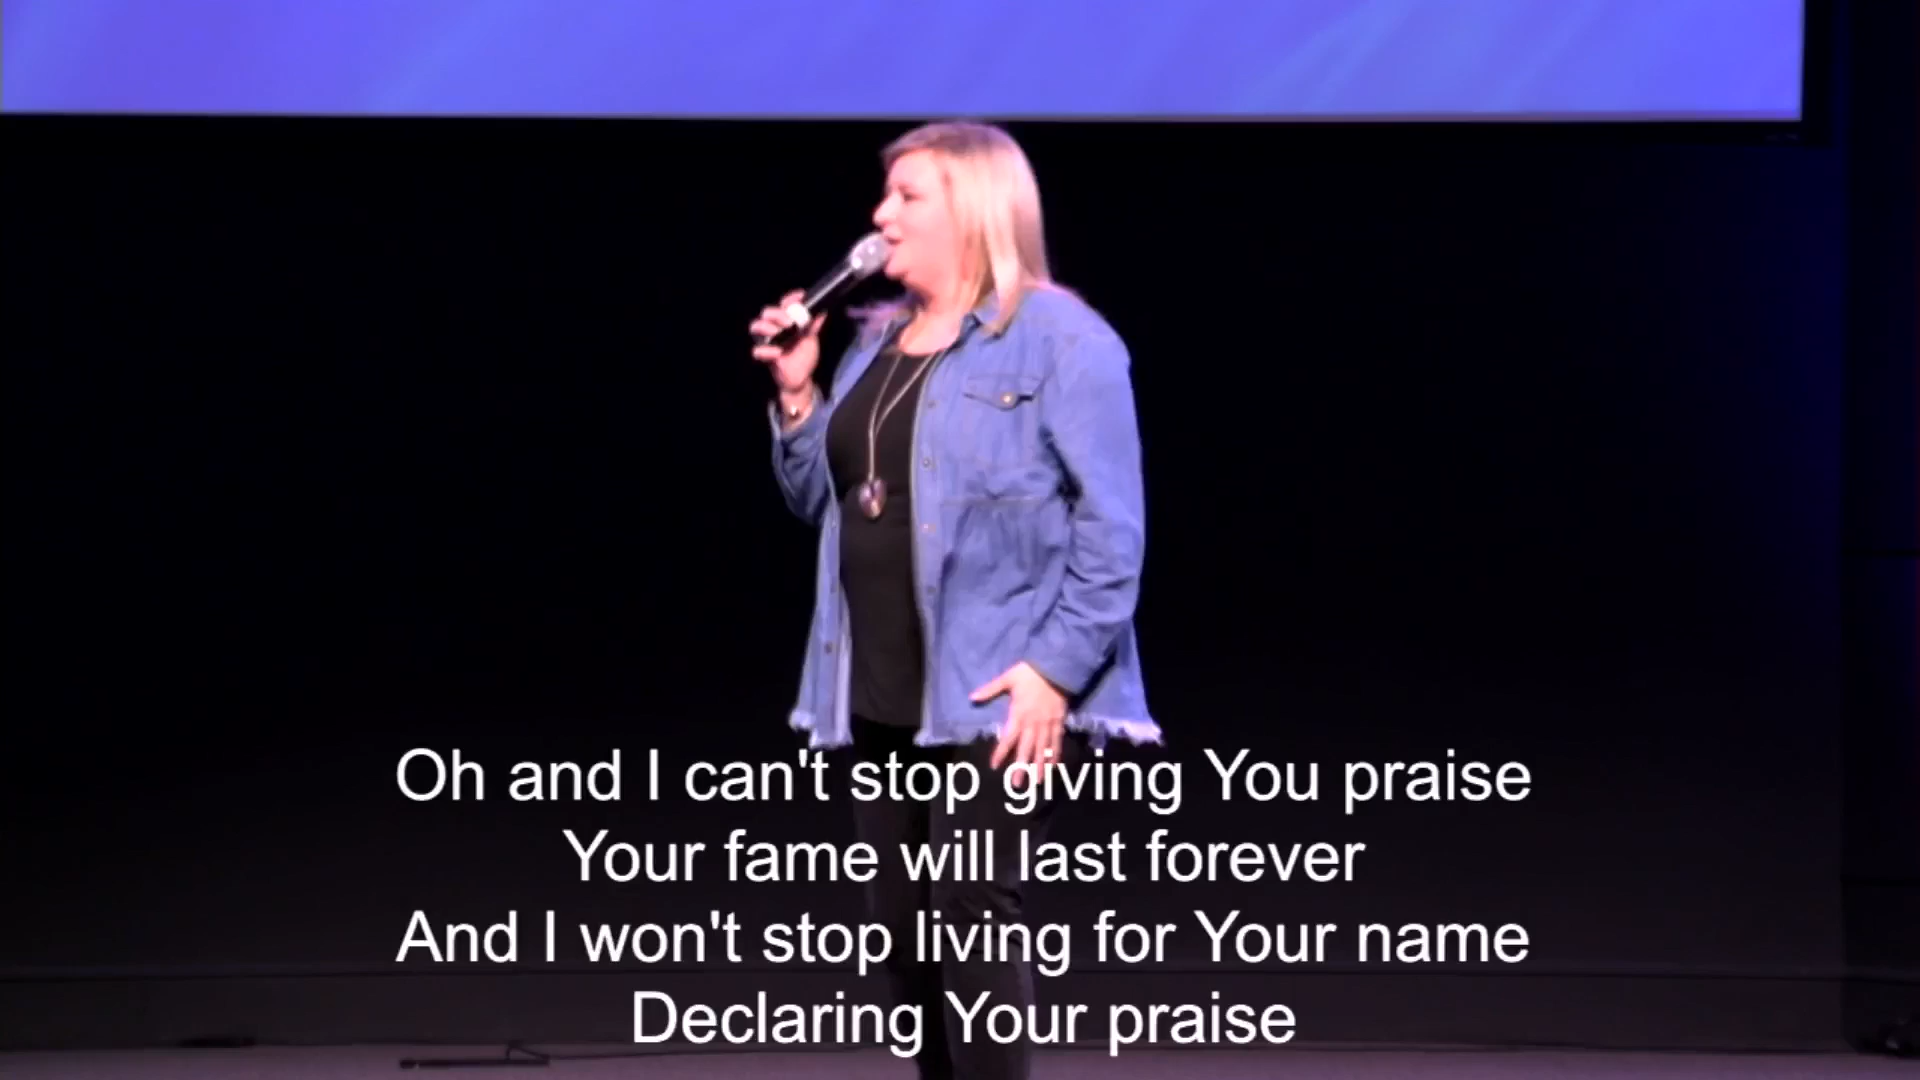 Oh and I can't stop giving You praise
Your fame will last forever
And I won't stop living for Your name
Declaring Your praise